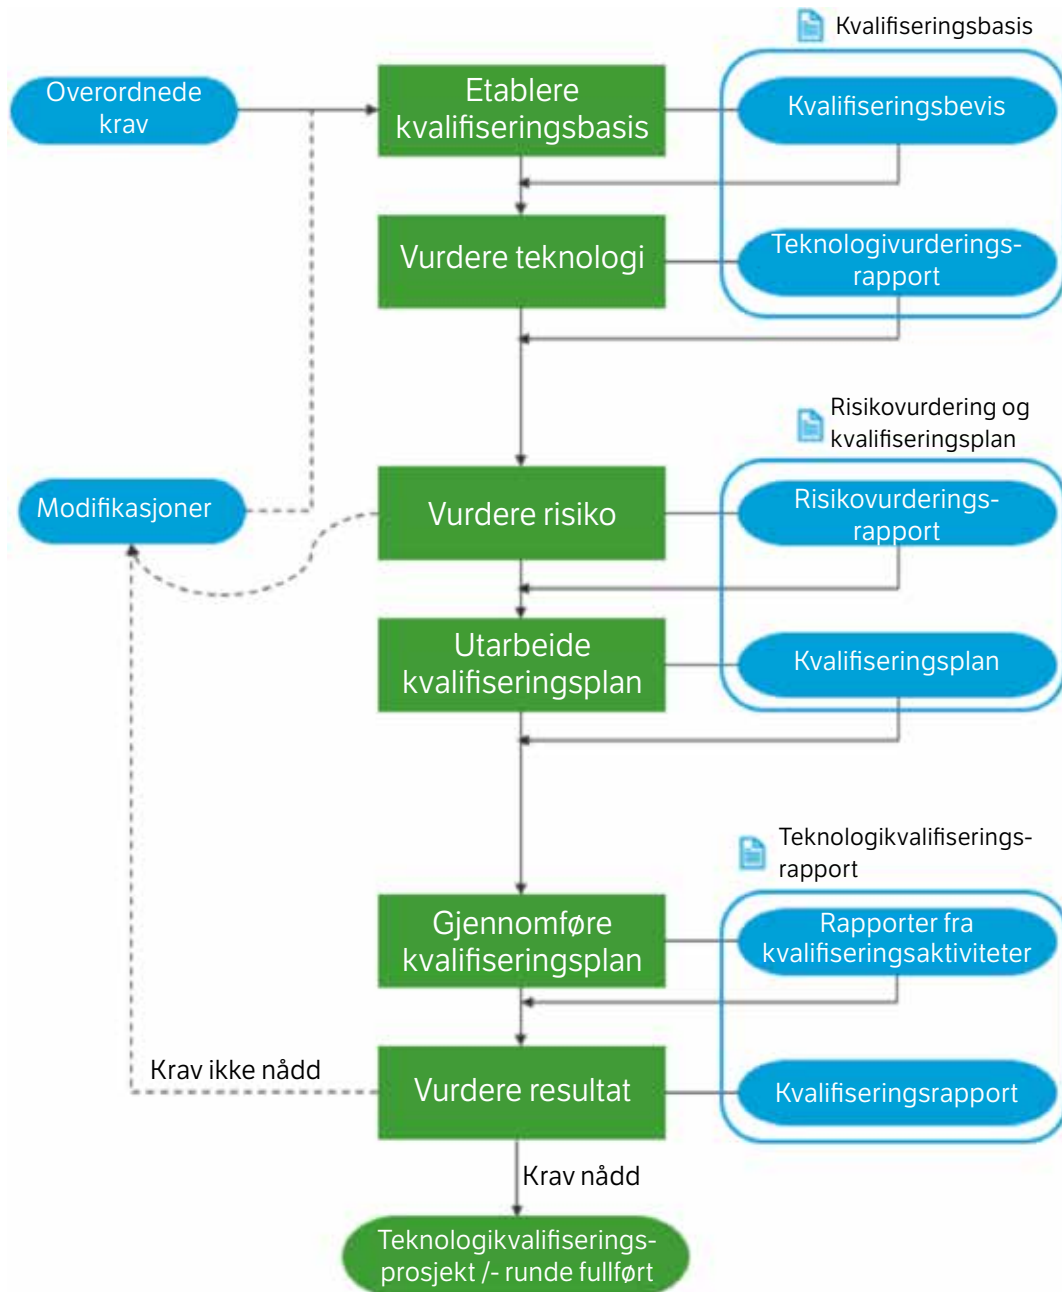 Kvalifiseringsbasis
Overordnede
krav
Etablere
kvalifiseringsbasis
Kvalifiseringsbevis
Vurdere teknologi
Teknologivurderings-
rapport
Risikovurdering og
kvalifiseringsplan
Modifikasjoner
Vurdere risiko
Risikovurderings-
rapport
Utarbeide
kvalifiseringsplan
Kvalifiseringsplan
Teknologikvalifiserings-
rapport
Gjennomføre
kvalifiseringsplan
Rapporter fra
kvalifiseringsaktiviteter
Krav ikke nådd
Vurdere resultat
Kvalifiseringsrapport
Krav nådd
Teknologikvalifiserings-
prosjekt /- runde fullført